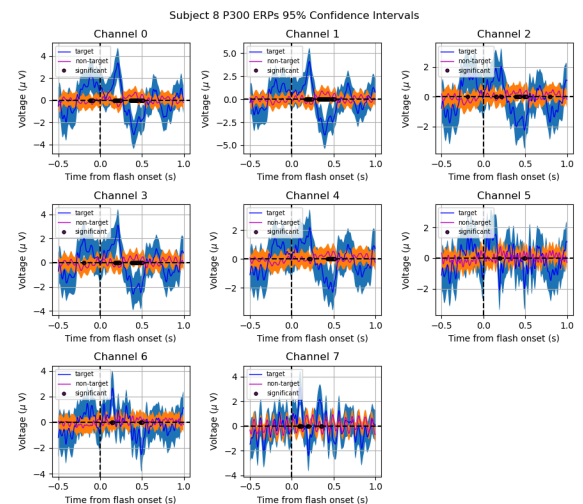 Subject 8 P300 ERPs 95% Confidence Intervals
Channel 0
Voltage (μ V)
4
2
0
−2
−4
target
non-target
significant
−0.5 0.0 0.5 1.0
Time from flash onset (s)
Channel 1
Voltage (μ V)
5.0
2.5
0.0
−2.5
−5.0
target
non-target
significant
−0.5 0.0 0.5 1.0
Time from flash onset (s)
Channel 2
Voltage (μ V)
2
0
−2
target
non-target
significant
−0.5 0.0 0.5 1.0
Time from flash onset (s)
Channel 3
Voltage (μ V)
4
2
0
−2
−4
target
non-target
significant
−0.5 0.0 0.5 1.0
Time from flash onset (s)
Channel 4
Voltage (μ V)
2
0
−2
target
non-target
significant
−0.5 0.0 0.5 1.0
Time from flash onset (s)
Channel 5
Voltage (μ V)
2
0
−2
target
non-target
significant
−0.5 0.0 0.5 1.0
Time from flash onset (s)
Channel 6
Voltage (μ V)
4
2
0
−2
−4
target
non-target
significant
−0.5 0.0 0.5 1.0
Time from flash onset (s)
Channel 7
Voltage (μ V)
4
2
0
−2
−4
target
non-target
significant
−0.5 0.0 0.5 1.0
Time from flash onset (s)